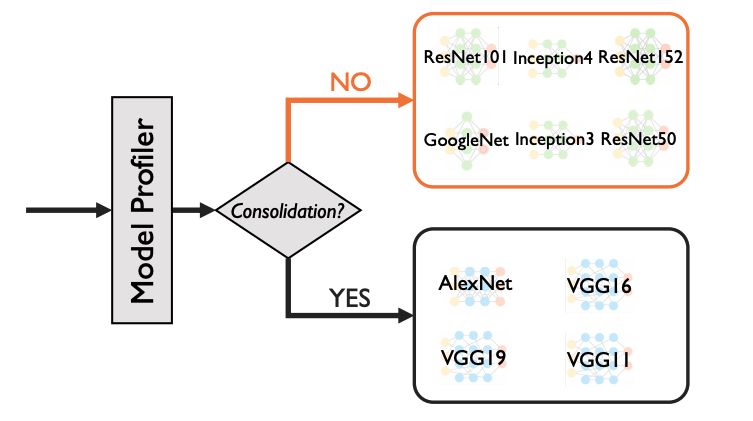 Model Profiler
Consolidation?
NO
ResNet101 Inception4 ResNet152
GoogleNet Inception3 ResNet50
YES
AlexNet VGG16
VGG19 VGG11